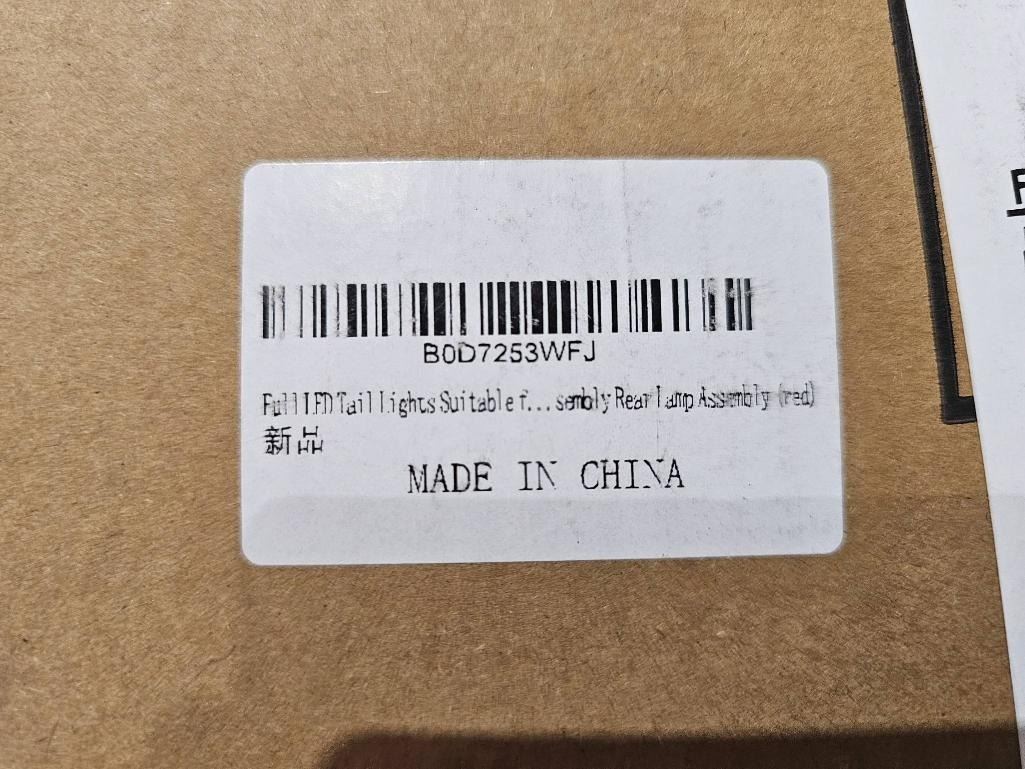 B0D7253WFJ
Full LED Tail Lights Suitable f...sembly Rear Lamp Assembly (red)
新品
MADE IN CHINA